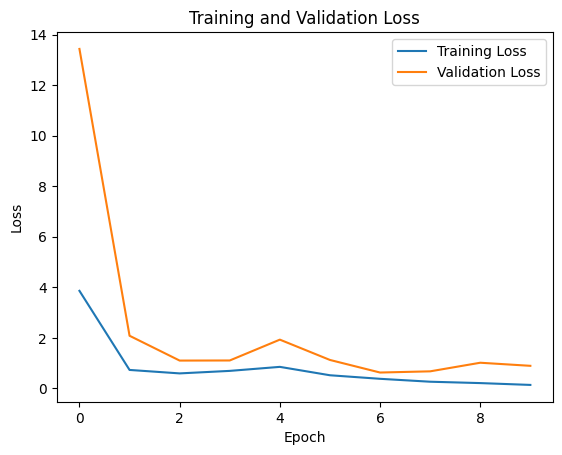 Training and Validation Loss
Training Loss
Validation Loss
14
12
10
8
6
4
2
0
Loss
0 2 4 6 8
Epoch